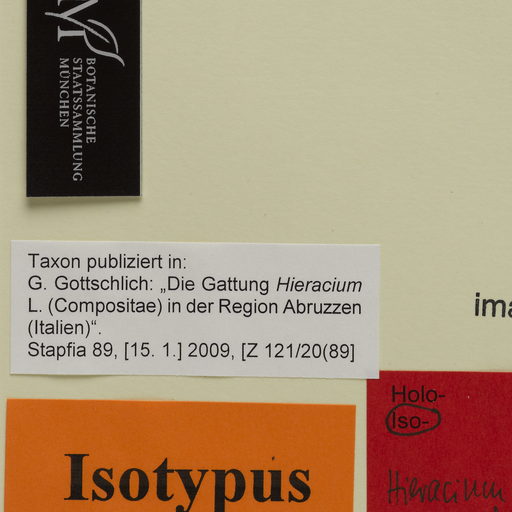 BOTANISCHE
STAATSSAMMLUNG
MÜNCHEN
Taxon publiziert in:
G. Gottschlich: „Die Gattung Hieracium
L. (Compositae) in der Region Abruzzen
(Italien)“.
Stapfia 89, [15. 1.] 2009, [Z 121/20(89]
ima
Holo-
Iso-
Isotypus
Hieracium